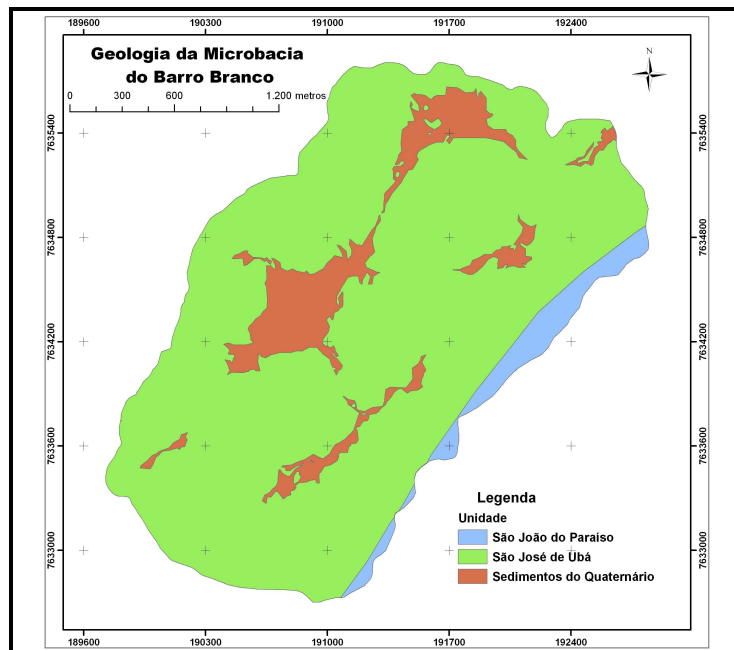 189600 190300 191000 191700 192400
Geologia da Microbacia
do Barro Branco
N
0 300 600 1.200 metros
7635400 7635400
7634800 7634800
7634200 7634200
7633600 7633600
7633000 7633000
Legenda
Unidade
São João do Paraíso
São José de Ubá
Sedimentos do Quaternário
189600 190300 191000 191700 192400